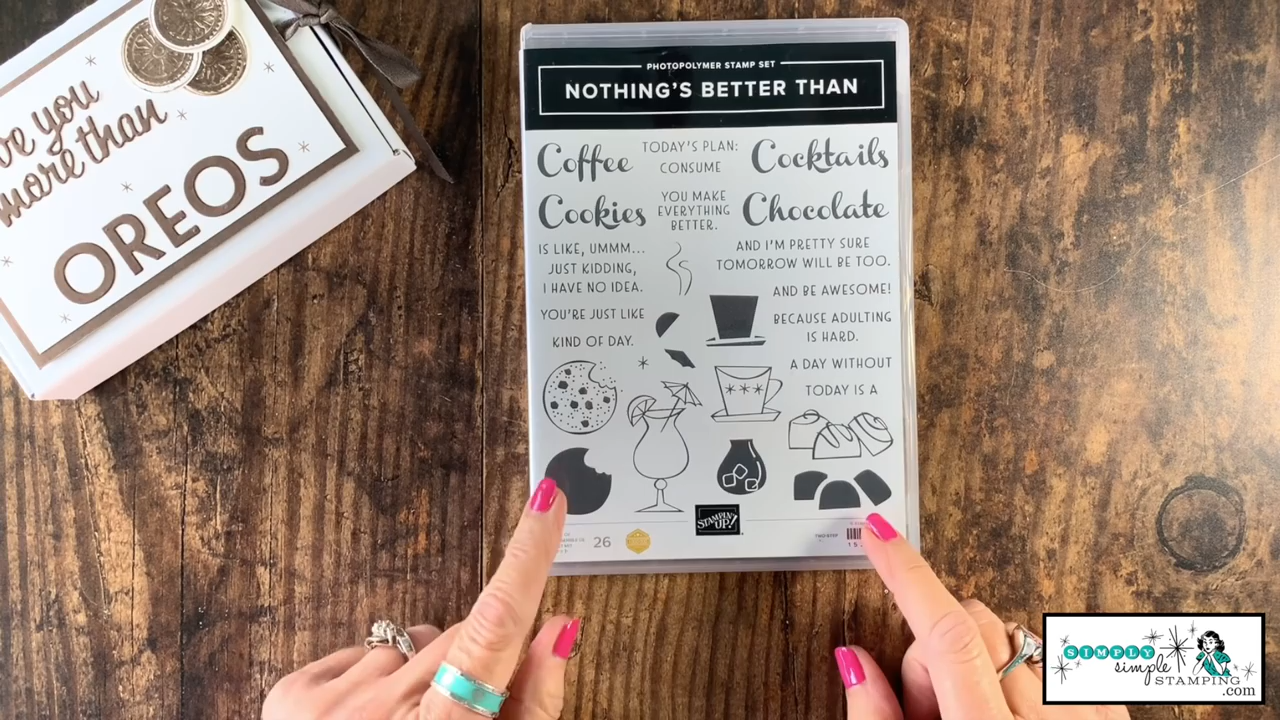 ve you
more than
OREOS
PHOTOPOLYMER STAMP SET
NOTHING'S BETTER THAN
Coffee
TODAY'S PLAN:
CONSUME
Cocktails
Cookies
YOU MAKE
EVERYTHING
BETTER.
Chocolate
IS LIKE, UMMM...
JUST KIDDING,
I HAVE NO IDEA.
AND I'M PRETTY SURE
TOMORROW WILL BE TOO.
AND BE AWESOME!
YOU'RE JUST LIKE
KIND OF DAY.
BECAUSE ADULTING
IS HARD.
A DAY WITHOUT
TODAY IS A
STAMPIN' UP!
26
TWO-STEP
SIMPLY
simple
STAMPING
.com